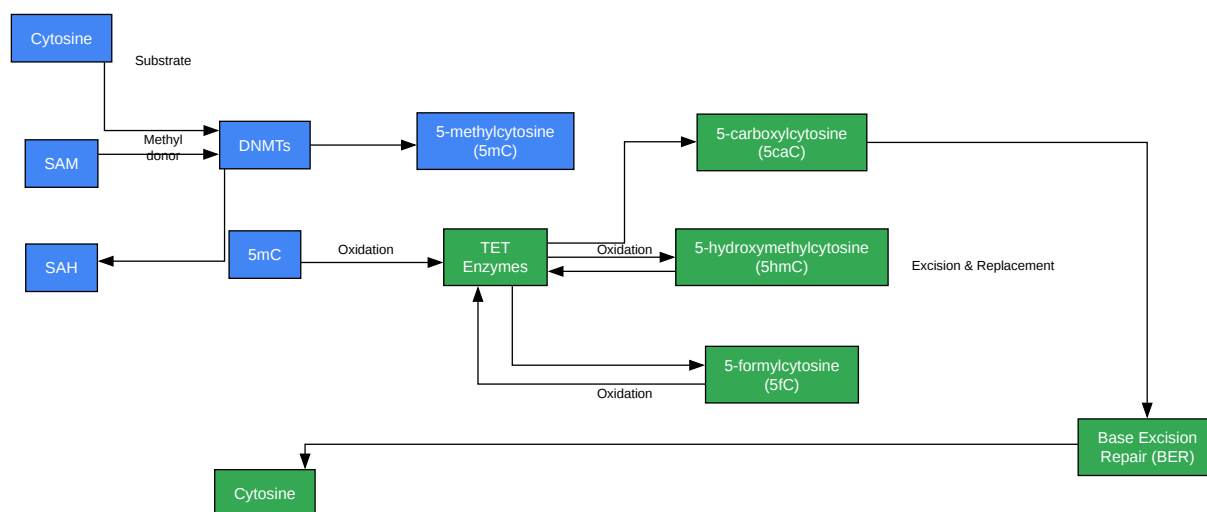 Cytosine
Substrate
Methyl
donor
SAM
DNMTs
5-methylcytosine
(5mC)
5-carboxylcytosine
(5caC)
SAH
5mC
Oxidation
TET
Enzymes
Oxidation
5-hydroxymethylcytosine
(5hmC)
Excision & Replacement
5-formylcytosine
(5fC)
Oxidation
Base Excision
Repair (BER)
Cytosine